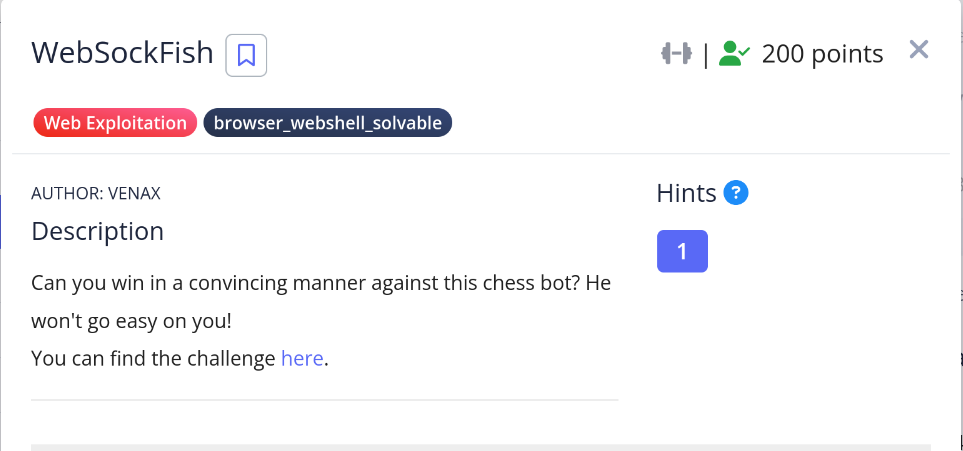 WebSockFish
| 200 points
Web Exploitation browser_webshell_solvable
AUTHOR: VENAX
Description
Can you win in a convincing manner against this chess bot? He
won't go easy on you!
You can find the challenge here.
Hints ?
1